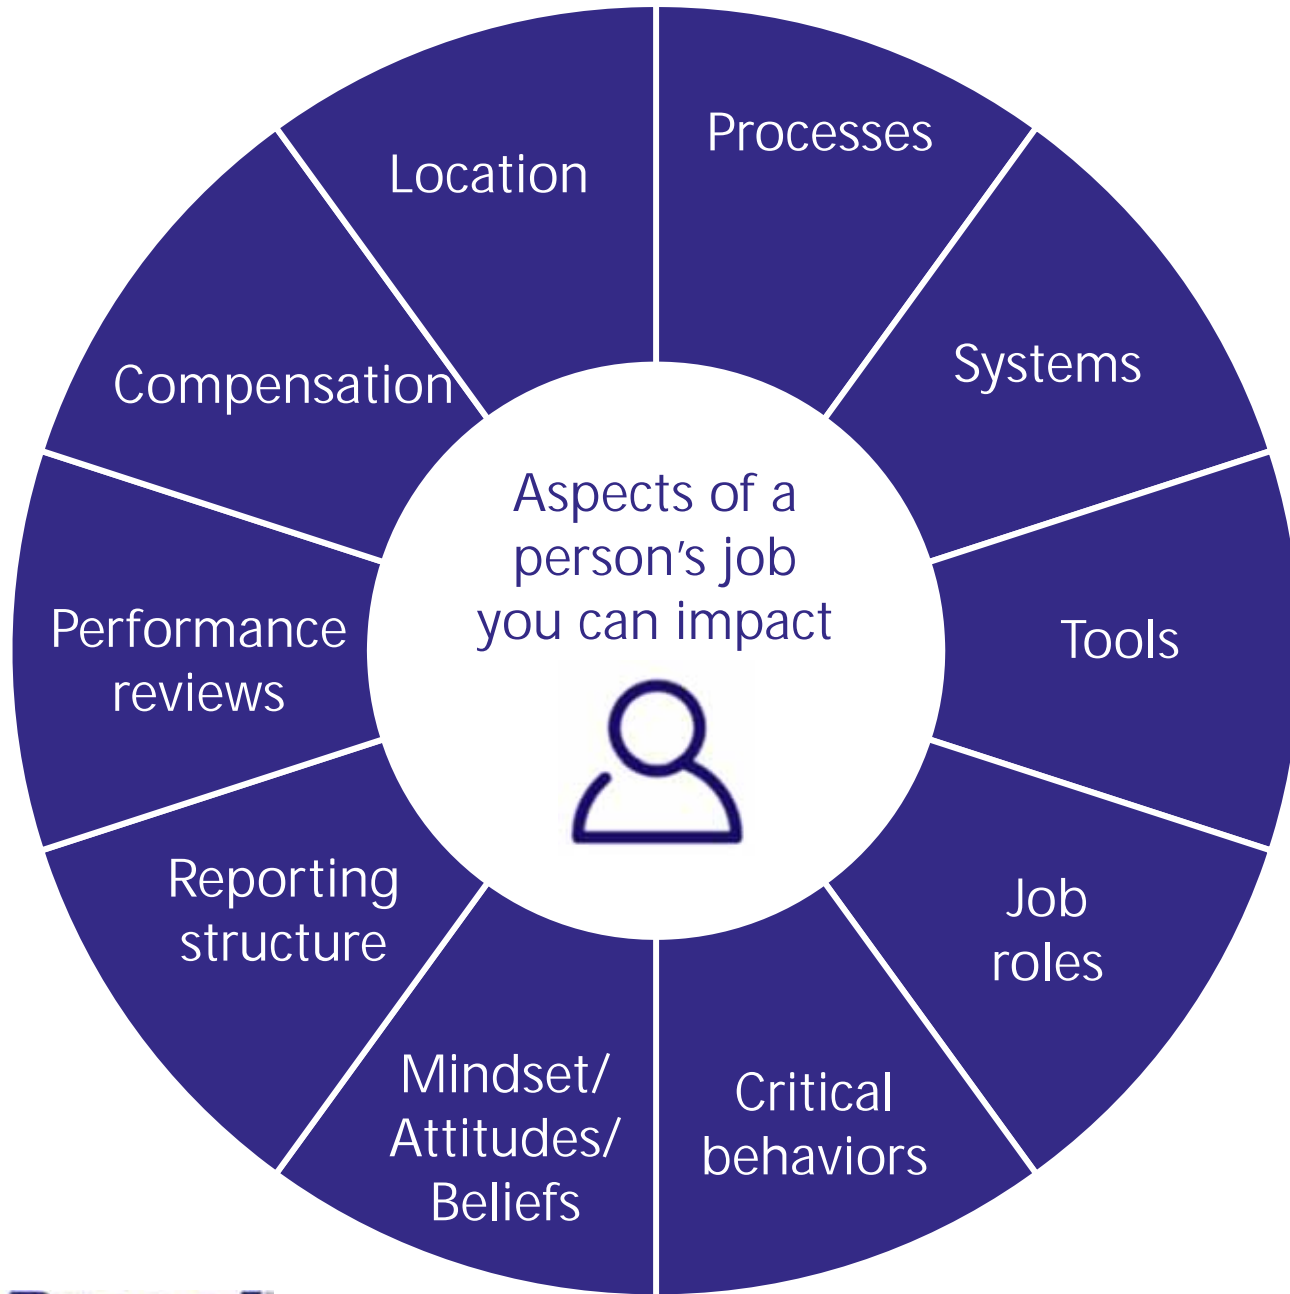 Processes
Systems
Tools
Job
roles
Critical
behaviors
Mindset/
Attitudes/
Beliefs
Reporting
structure
Performance
reviews
Compensation
Location
Aspects of a
person’s job
you can impact